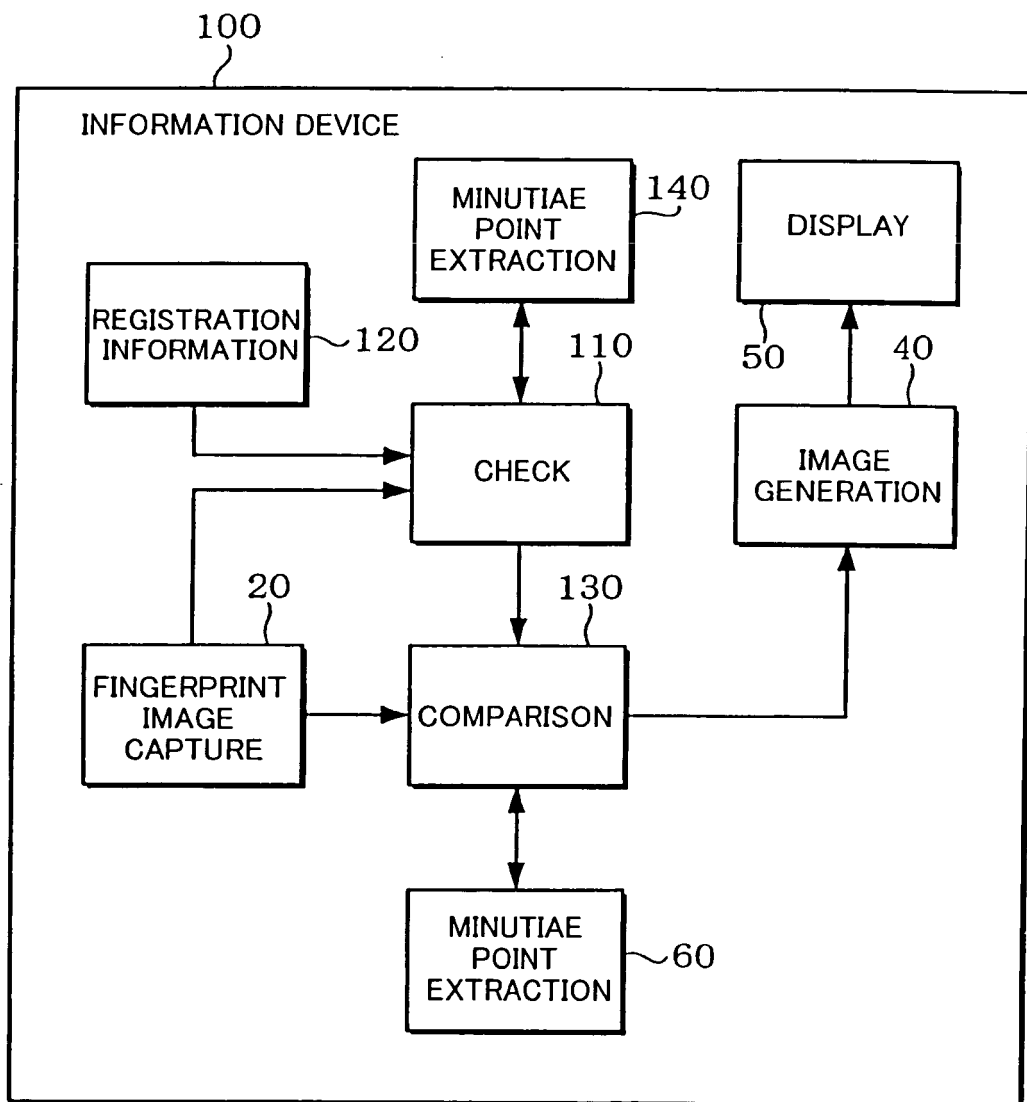 100
INFORMATION DEVICE
MINUTIAE
POINT
EXTRACTION
140
DISPLAY
50
REGISTRATION
INFORMATION
120
110
CHECK
40
IMAGE
GENERATION
20
FINGERPRINT
IMAGE
CAPTURE
130
COMPARISON
MINUTIAE
POINT
EXTRACTION
60